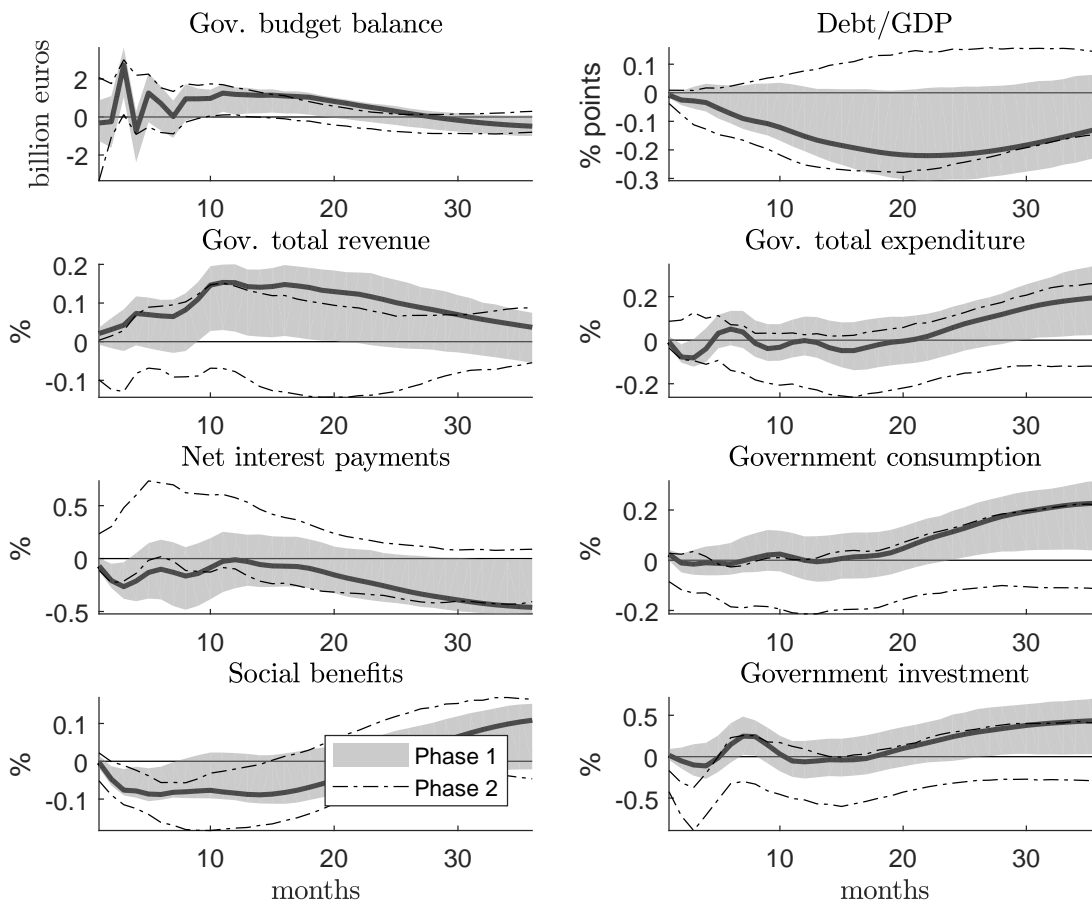 Gov. budget balance
billion euros
2
0
-2
10 20 30
Debt/GDP
% points
0.1
0
-0.1
-0.2
-0.3
10 20 30
Gov. total revenue
%
0.2
0.1
0
-0.1
10 20 30
Gov. total expenditure
%
0.2
0
-0.2
10 20 30
Net interest payments
%
0.5
0
-0.5
10 20 30
Government consumption
%
0.2
0
-0.2
10 20 30
Social benefits
%
0.1
0
-0.1
Phase 1
Phase 2
10 20 30
months
Government investment
%
0.5
0
-0.5
10 20 30
months